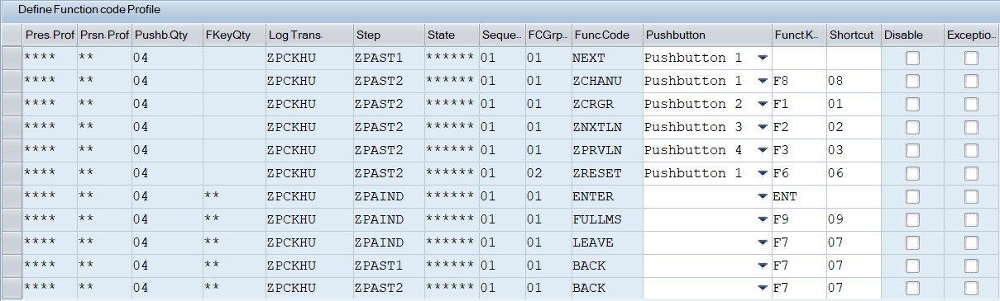 Define Function code Profile
Pres. Prof Prsn. Prof Pushb.Qty FKeyQty Log Trans. Step State Seque... FCGrp... Func.Code Pushbutton Funct.K... Shortcut Disable Exceptio...
**** ** 04 ZPCKHU ZPAST1 ****** 01 01 NEXT Pushbutton 1
**** ** 04 ZPCKHU ZPAST2 ****** 01 01 ZCHANU Pushbutton 1 F8 08
**** ** 04 ZPCKHU ZPAST2 ****** 01 01 ZCRGR Pushbutton 2 F1 01
**** ** 04 ZPCKHU ZPAST2 ****** 01 01 ZNXTLN Pushbutton 3 F2 02
**** ** 04 ZPCKHU ZPAST2 ****** 01 01 ZPRVLN Pushbutton 4 F3 03
**** ** 04 ZPCKHU ZPAST2 ****** 01 02 ZRESET Pushbutton 1 F6 06
**** ** 04 ** ZPCKHU ZPAIND ****** 01 01 ENTER ENT
**** ** 04 ** ZPCKHU ZPAIND ****** 01 01 FULLMS F9 09
**** ** 04 ** ZPCKHU ZPAIND ****** 01 01 LEAVE F7 07
**** ** 04 ** ZPCKHU ZPAST1 ****** 01 01 BACK F7 07
**** ** 04 ** ZPCKHU ZPAST2 ****** 01 01 BACK F7 07